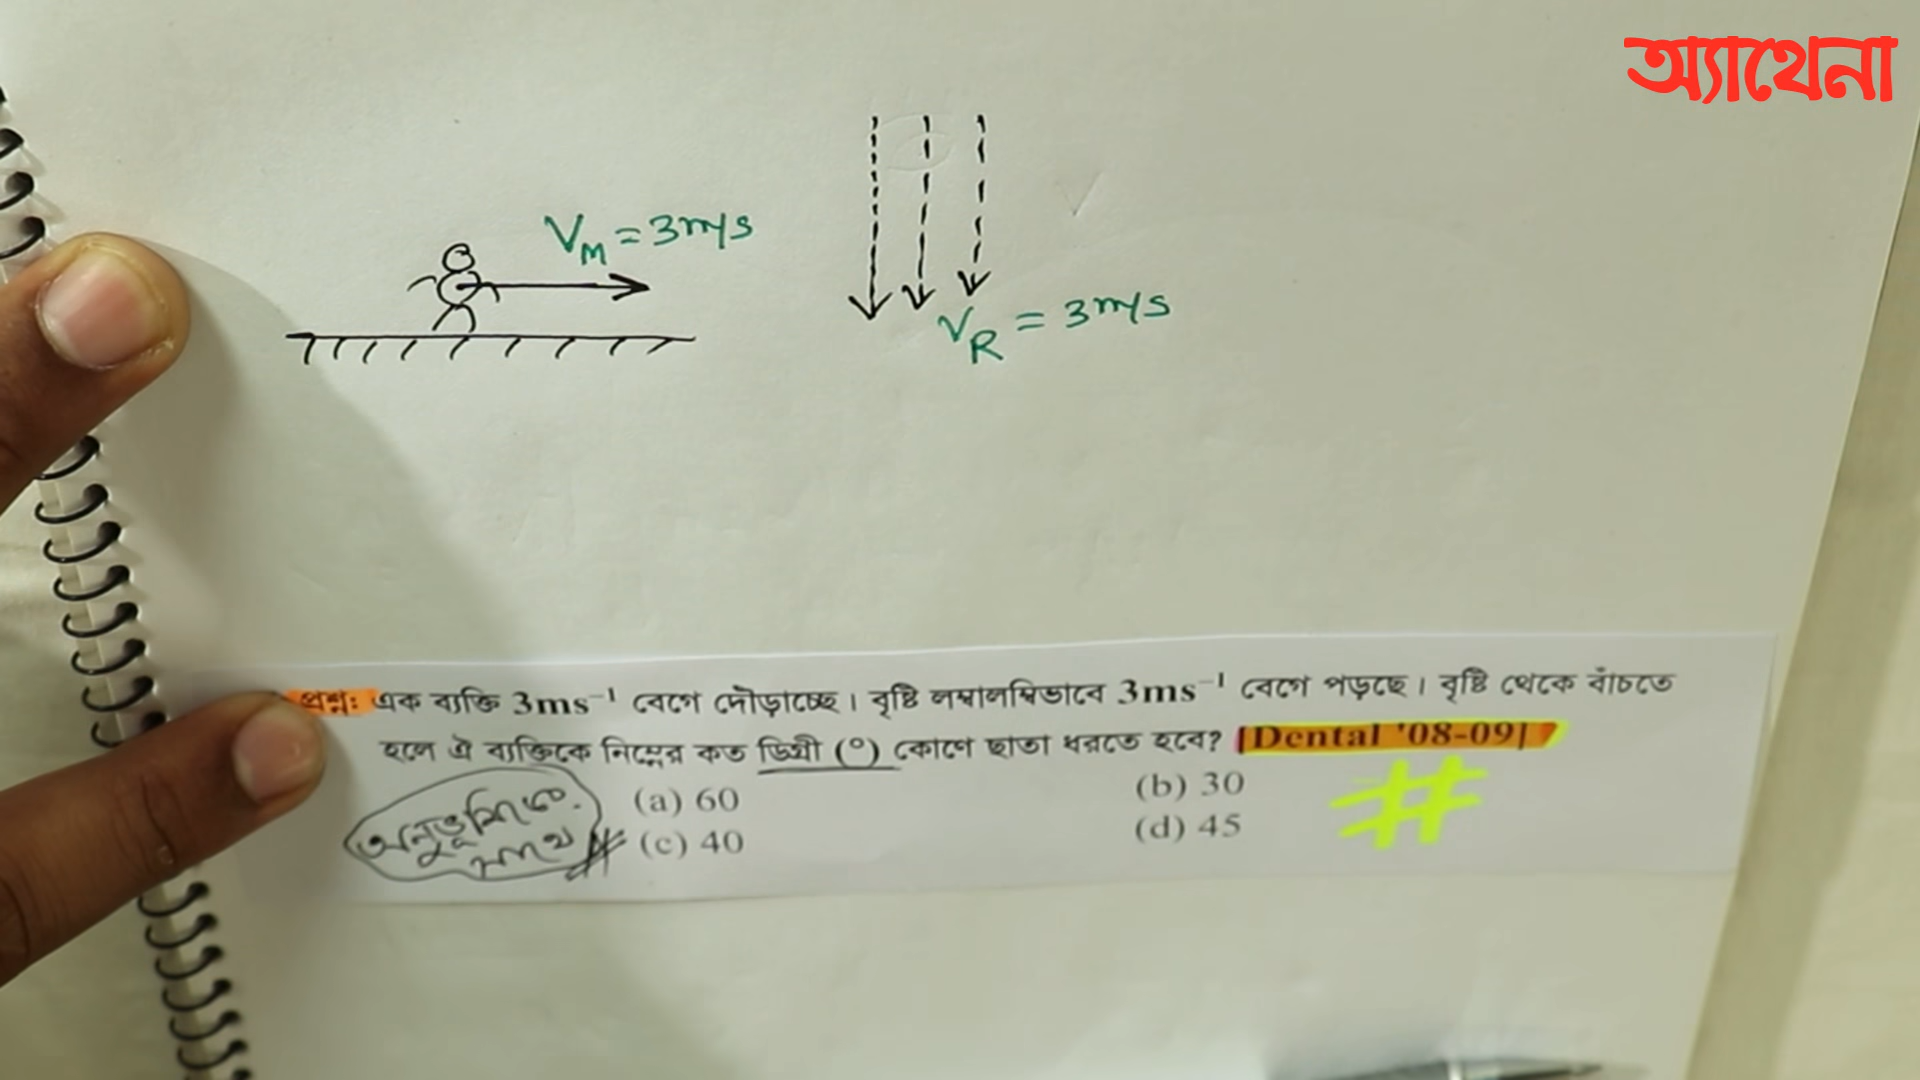 অ্যাথেনা
V_M = 3m/s
V_R = 3m/s
প্রশ্ন: এক ব্যক্তি 3ms⁻¹ বেগে দৌড়াচ্ছে। বৃষ্টি লম্বালম্বিভাবে 3ms⁻¹ বেগে পড়ছে। বৃষ্টি থেকে বাঁচতে
হলে ঐ ব্যক্তিকে নিম্নের কত ডিগ্রী (°) কোণে ছাতা ধরতে হবে? [Dental '08-09]
(a) 60
(b) 30
অনুভূমিকের
সাথে
(c) 40
(d) 45
#